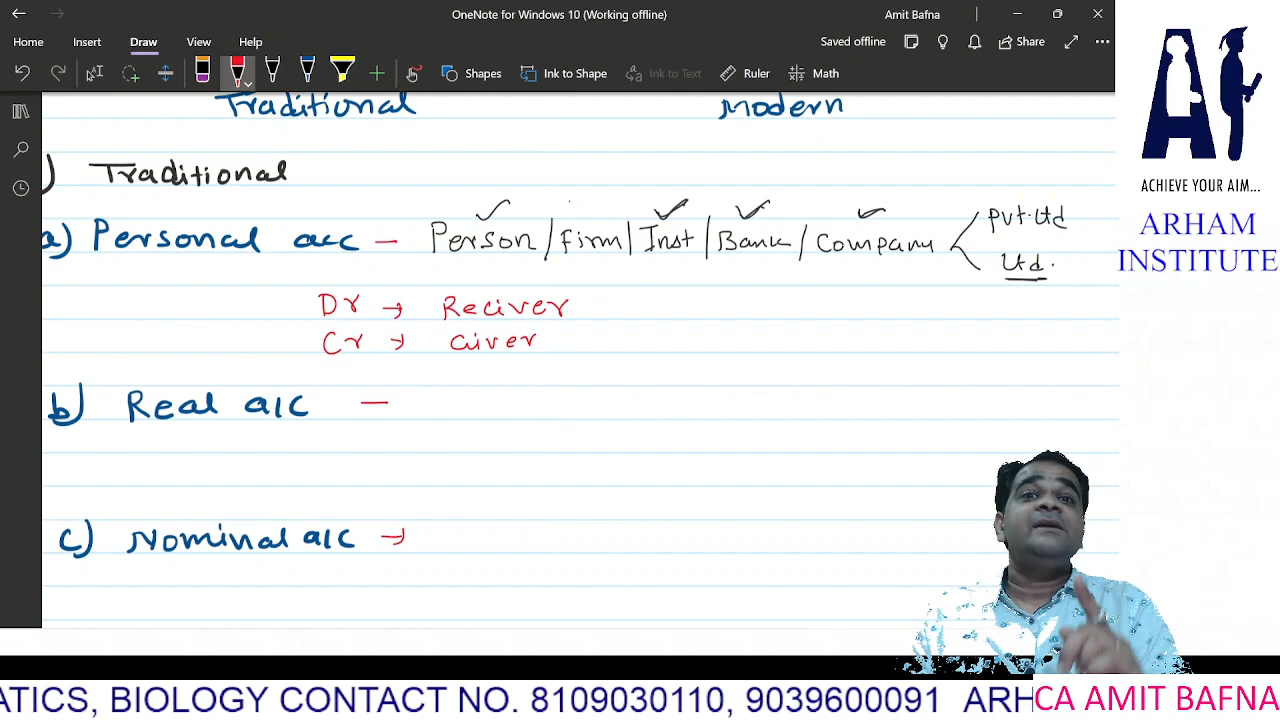 OneNote for Windows 10 (Working offline)
Amit Bafna
Home Insert Draw View Help
Saved offline
Share
Shapes Ink to Shape Ink to Text Ruler Math
Traditional Modern
) Traditional
a) Personal a/c - Person / firm / Inst / Bank / Company < pvt. Ltd
Ltd.
Dr → Reciver
Cr → Giver
b) Real a/c -
c) Nominal a/c →
AI
ACHIEVE YOUR AIM...
ARHAM
INSTITUTE
ATICS, BIOLOGY CONTACT NO. 8109030110, 9039600091 ARH
CA AMIT BAFNA